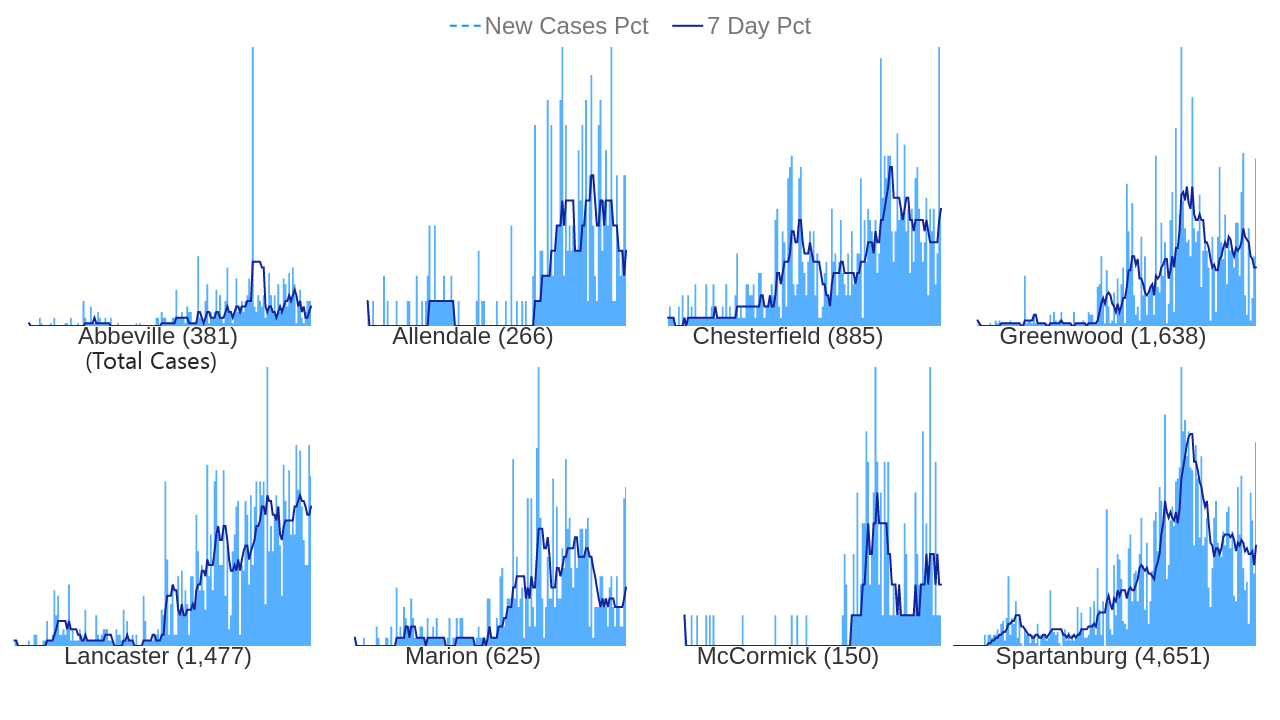 New Cases Pct 7 Day Pct
Abbeville (381) Allendale (266) Chesterfield (885) Greenwood (1,638)
(Total Cases)
Lancaster (1,477) Marion (625) McCormick (150) Spartanburg (4,651)